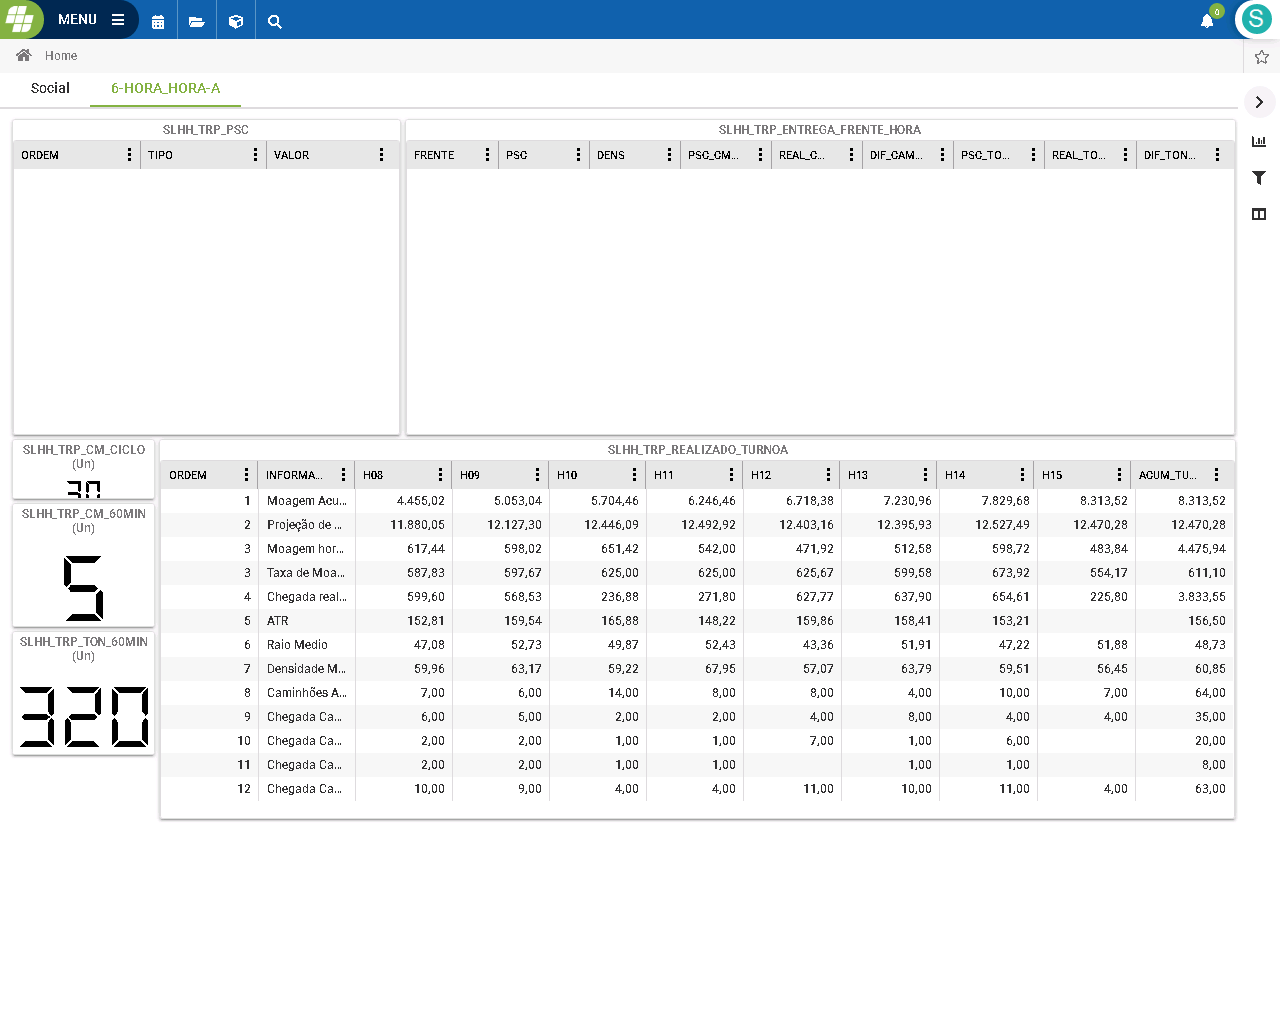 MENU
0
S
Home
Social
6-HORA_HORA-A
SLHH_TRP_PSC
ORDEM TIPO VALOR
SLHH_TRP_ENTREGA_FRENTE_HORA
FRENTE PSC DENS PSC_CM... REAL_C... DIF_CAM... PSC_TO... REAL_TO... DIF_TON...
SLHH_TRP_CM_CICLO
(Un)
SLHH_TRP_CM_60MIN
(Un)
5
SLHH_TRP_TON_60MIN
(Un)
320
SLHH_TRP_REALIZADO_TURNOA
ORDEM INFORMA... H08 H09 H10 H11 H12 H13 H14 H15 ACUM_TU...
1 Moagem Acu... 4.455,02 5.053,04 5.704,46 6.246,46 6.718,38 7.230,96 7.829,68 8.313,52 8.313,52
2 Projeção de ... 11.880,05 12.127,30 12.446,09 12.492,92 12.403,16 12.395,93 12.527,49 12.470,28 12.470,28
3 Moagem hor... 617,44 598,02 651,42 542,00 471,92 512,58 598,72 483,84 4.475,94
3 Taxa de Moa... 587,83 597,67 625,00 625,00 625,67 599,58 673,92 554,17 611,10
4 Chegada real... 599,60 568,53 236,88 271,80 627,77 637,90 654,61 225,80 3.833,55
5 ATR 152,81 159,54 165,88 148,22 159,86 158,41 153,21 156,50
6 Raio Medio 47,08 52,73 49,87 52,43 43,36 51,91 47,22 51,88 48,73
7 Densidade M... 59,96 63,17 59,22 67,95 57,07 63,79 59,51 56,45 60,85
8 Caminhões A... 7,00 6,00 14,00 8,00 8,00 4,00 10,00 7,00 64,00
9 Chegada Ca... 6,00 5,00 2,00 2,00 4,00 8,00 4,00 4,00 35,00
10 Chegada Ca... 2,00 2,00 1,00 1,00 7,00 1,00 6,00 20,00
11 Chegada Ca... 2,00 2,00 1,00 1,00 1,00 1,00 8,00
12 Chegada Ca... 10,00 9,00 4,00 4,00 11,00 10,00 11,00 4,00 63,00